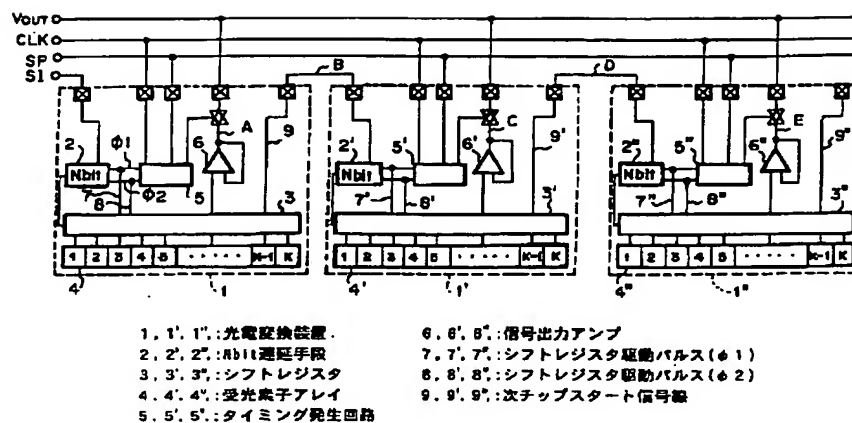 VOUT
CLK
SP
SI
B
D
A
C
E
2
Nbit
φ1
φ2
5
6
9
7
8
3
2'
Nbit
5'
6'
9'
7'
8'
3'
2"
Nbit
5"
6"
9"
7"
8"
3"
1 2 3 4 5 ····· K-1 K
1 2 3 4 5 ····· K-1 K
1 2 3 4 5 ····· K-1 K
4
1
4'
1'
4"
1"
1, 1', 1",:光電変換装置
2, 2', 2",:Nbit遅延手段
3, 3', 3",:シフトレジスタ
4, 4', 4",:受光素子アレイ
5, 5', 5",:タイミング発生回路
6, 6', 6",:信号出力アンプ
7, 7', 7",:シフトレジスタ駆動パルス(φ1)
8, 8', 8",:シフトレジスタ駆動パルス(φ2)
9, 9', 9",:次チップスタート信号線